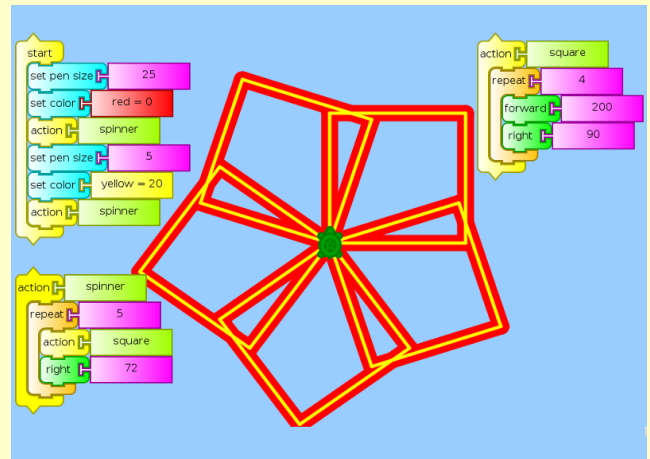 start
set pen size 25
set color red = 0
action spinner
set pen size 5
set color yellow = 20
action spinner
action spinner
repeat 5
action square
right 72
action square
repeat 4
forward 200
right 90